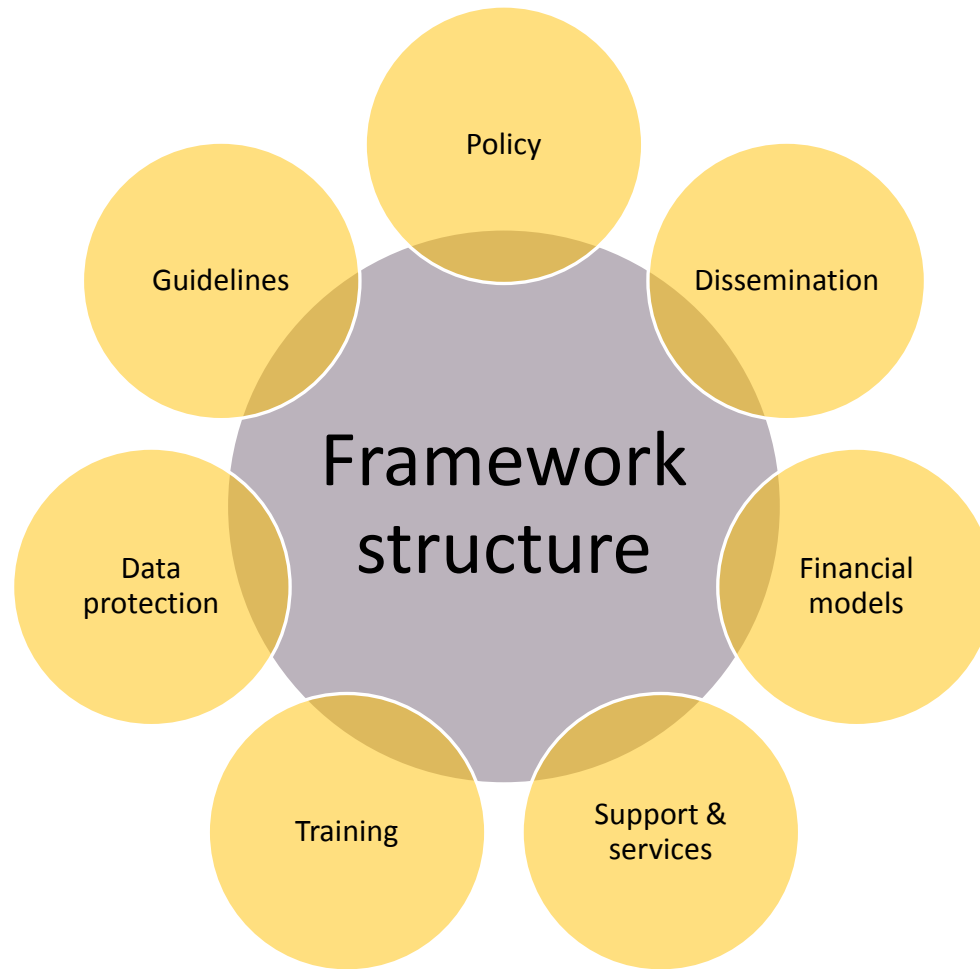 Policy
Guidelines
Dissemination
Framework
structure
Data
protection
Financial
models
Training
Support &
services